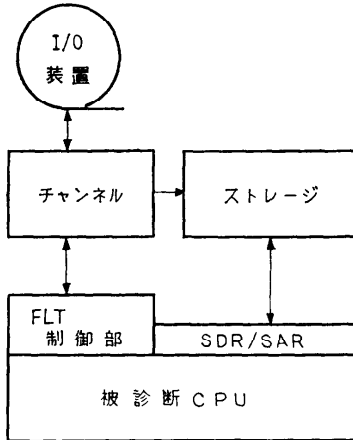 I/O
装置
チャンネル
ストレージ
FLT
制御部
SDR/SAR
被診断CPU